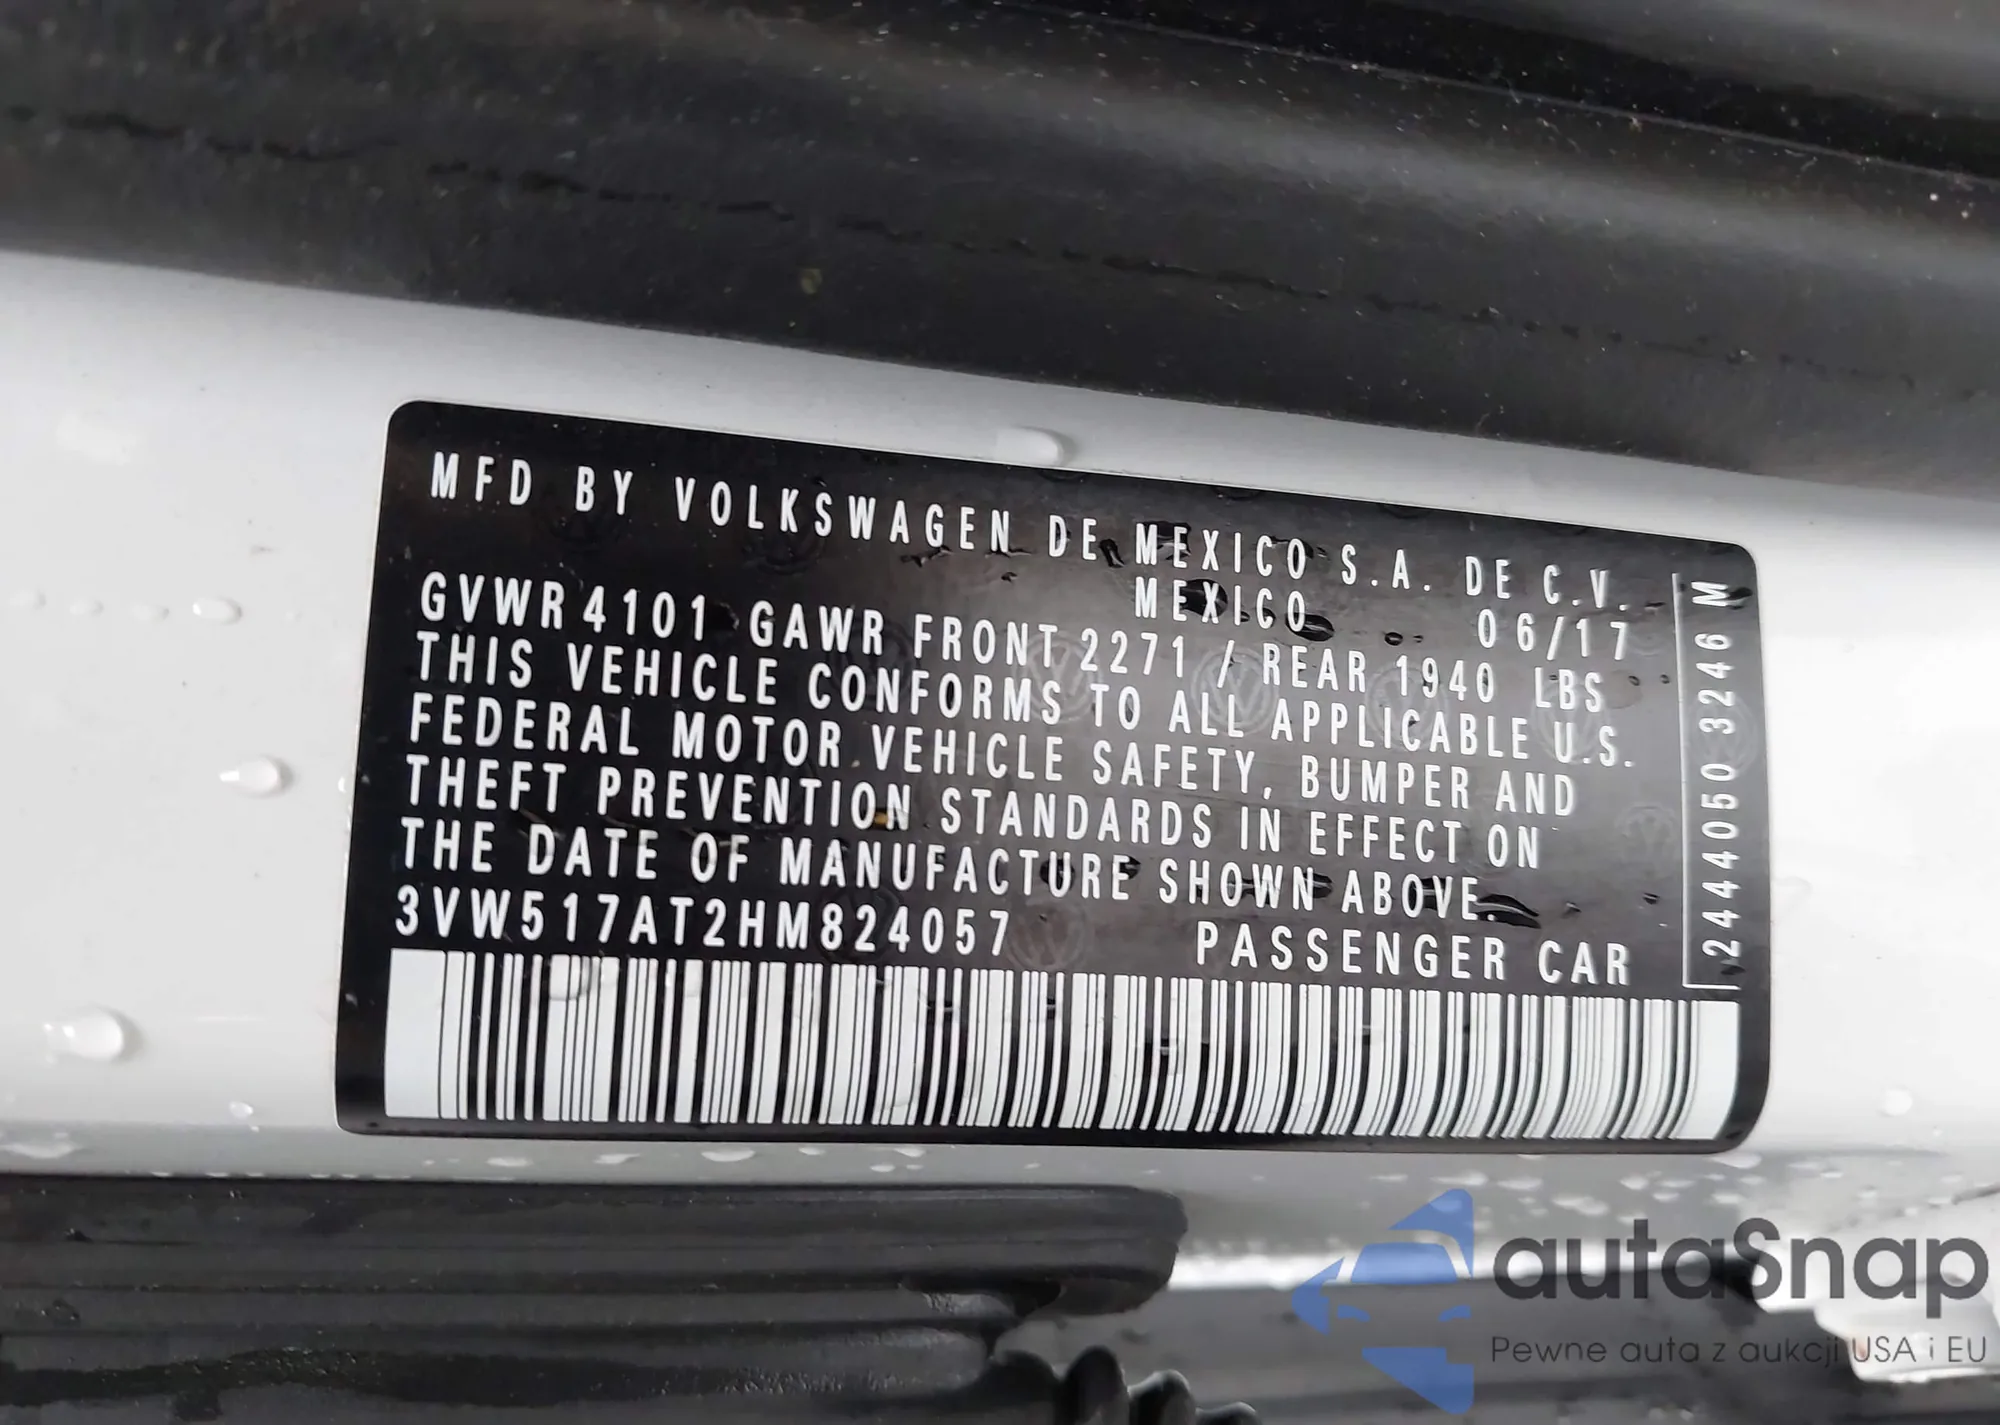 MFD BY VOLKSWAGEN DE MEXICO S.A. DE C.V.
MEXICO 06/17
GVWR 4101 GAWR FRONT 2271 / REAR 1940 LBS
THIS VEHICLE CONFORMS TO ALL APPLICABLE U.S.
FEDERAL MOTOR VEHICLE SAFETY, BUMPER AND
THEFT PREVENTION STANDARDS IN EFFECT ON
THE DATE OF MANUFACTURE SHOWN ABOVE.
3VW517AT2HM824057 PASSENGER CAR
2444050 3246 M
autaSnap
Pewne auta z aukcji USA i EU